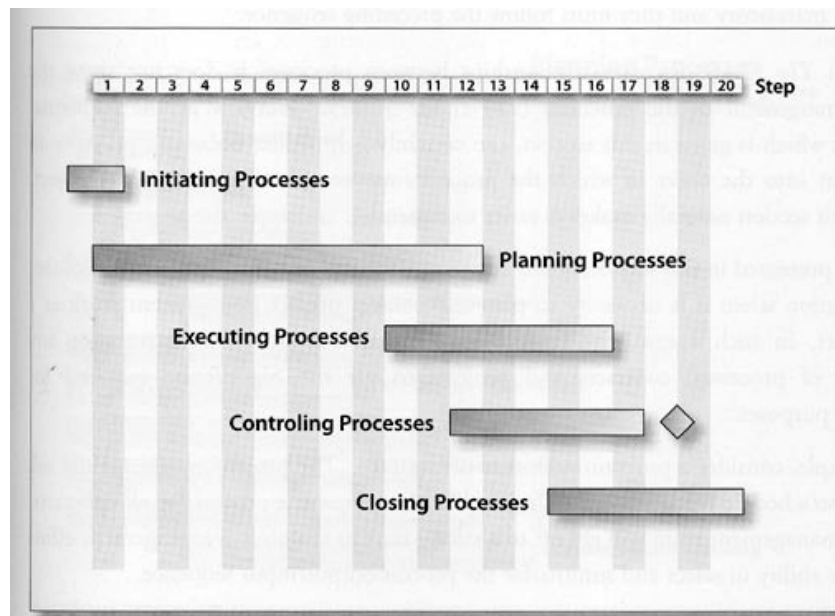 1 2 3 4 5 6 7 8 9 10 11 12 13 14 15 16 17 18 19 20 Step
Initiating Processes
Planning Processes
Executing Processes
Controling Processes
Closing Processes